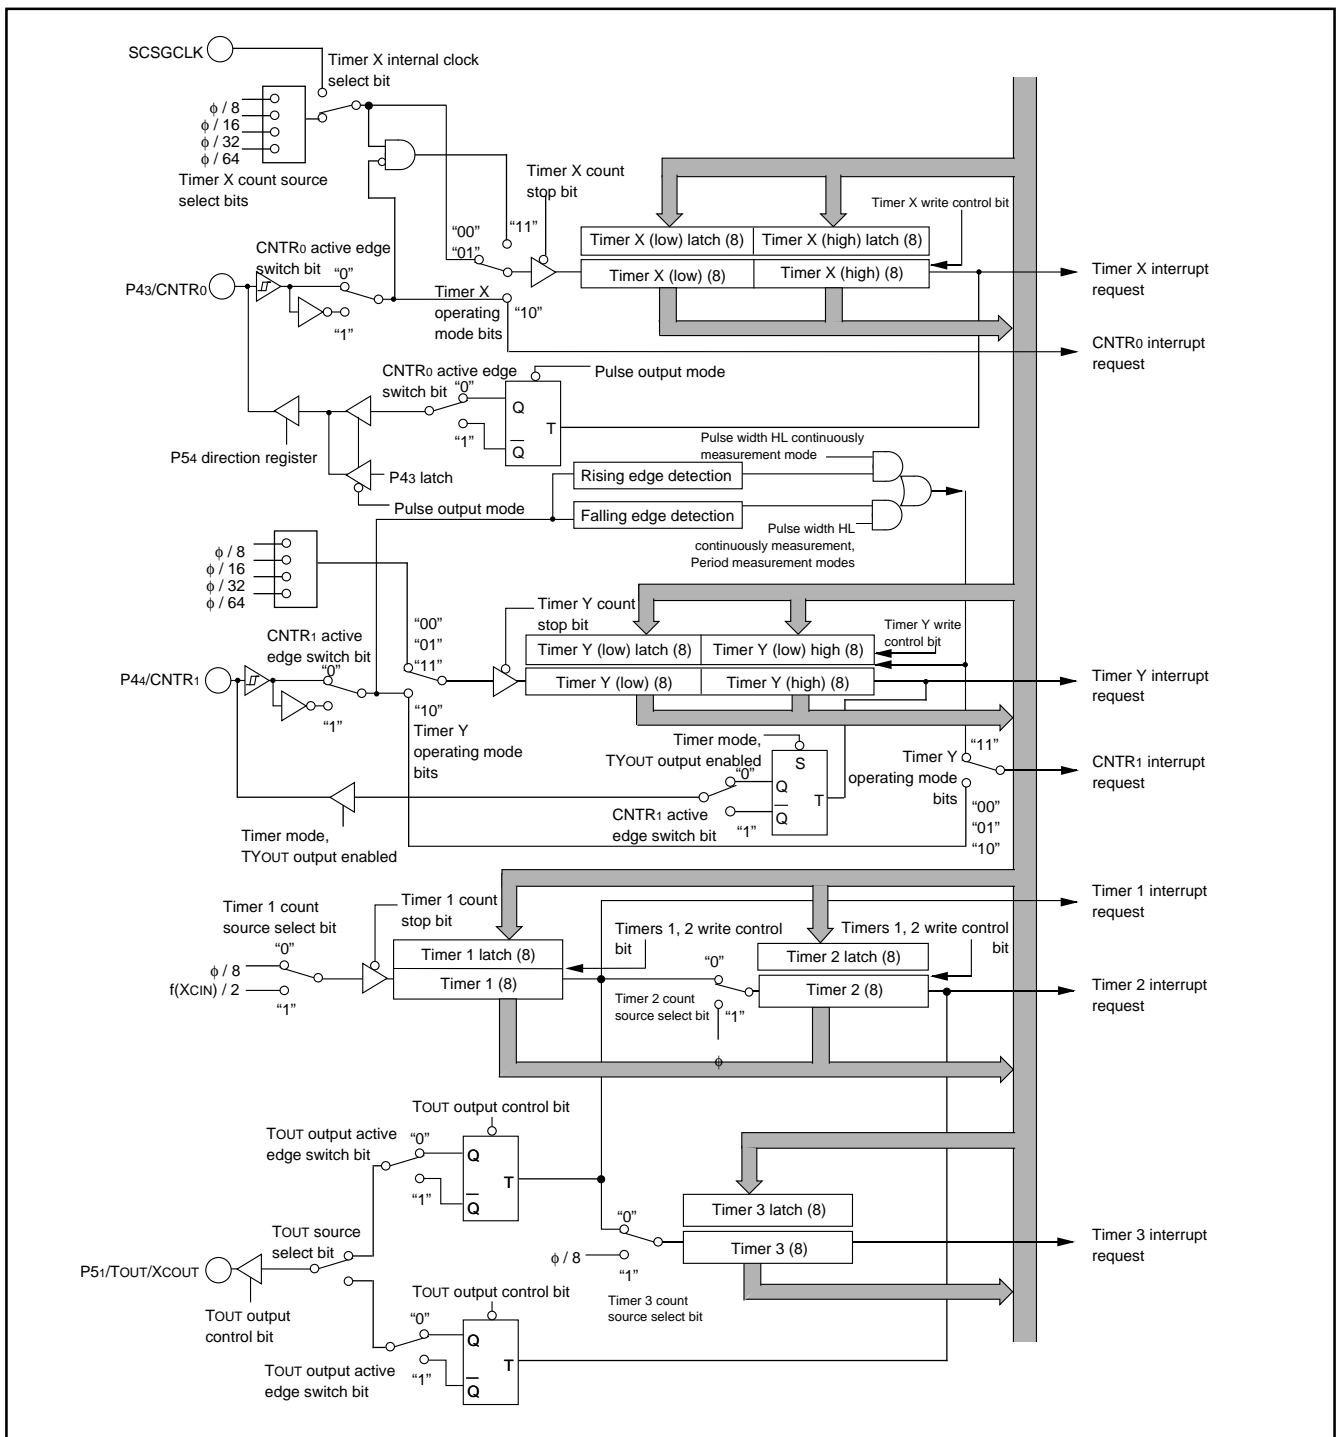 SCSGCLK
Timer X internal clock
select bit
ϕ / 8
ϕ / 16
ϕ / 32
ϕ / 64
Timer X count source
select bits
Timer X count
stop bit
Timer X write control bit
"00"
"01"
"11"
Timer X (low) latch (8)
Timer X (high) latch (8)
Timer X (low) (8)
Timer X (high) (8)
CNTR0 active edge
switch bit
"0"
P43/CNTR0
"1"
Timer X
operating
mode bits
"10"
Timer X interrupt
request
CNTR0 interrupt
request
CNTR0 active edge
switch bit
"0"
"1"
Pulse output mode
Q
T
Q
P54 direction register
P43 latch
Pulse output mode
Pulse width HL continuously
measurement mode
Rising edge detection
Falling edge detection
Pulse width HL
continuously measurement,
Period measurement modes
ϕ / 8
ϕ / 16
ϕ / 32
ϕ / 64
Timer Y count
stop bit
"00"
"01"
"11"
Timer Y write
control bit
Timer Y (low) latch (8)
Timer Y (low) high (8)
Timer Y (low) (8)
Timer Y (high) (8)
CNTR1 active
edge switch bit
"0"
P44/CNTR1
"1"
"10"
Timer Y
operating mode
bits
Timer Y interrupt
request
Timer mode,
TYOUT output enabled
"0"
S
Q
T
Q
CNTR1 active
edge switch bit
"1"
Timer Y
operating mode
bits
"11"
"00"
"01"
"10"
CNTR1 interrupt
request
Timer mode,
TYOUT output enabled
Timer 1 count
source select bit
"0"
ϕ / 8
f(XCIN) / 2
"1"
Timer 1 count
stop bit
Timer 1 latch (8)
Timer 1 (8)
Timers 1, 2 write control
bit
Timers 1, 2 write control
bit
"0"
Timer 2 count
source select bit
"1"
ϕ
Timer 2 latch (8)
Timer 2 (8)
Timer 1 interrupt
request
Timer 2 interrupt
request
TOUT output control bit
TOUT output active
edge switch bit
"0"
"1"
Q
T
Q
Timer 3 latch (8)
Timer 3 (8)
"0"
ϕ / 8
"1"
Timer 3 count
source select bit
Timer 3 interrupt
request
TOUT source
select bit
P51/TOUT/XCOUT
TOUT output
control bit
TOUT output control bit
"0"
Q
T
Q
TOUT output active
edge switch bit
"1"